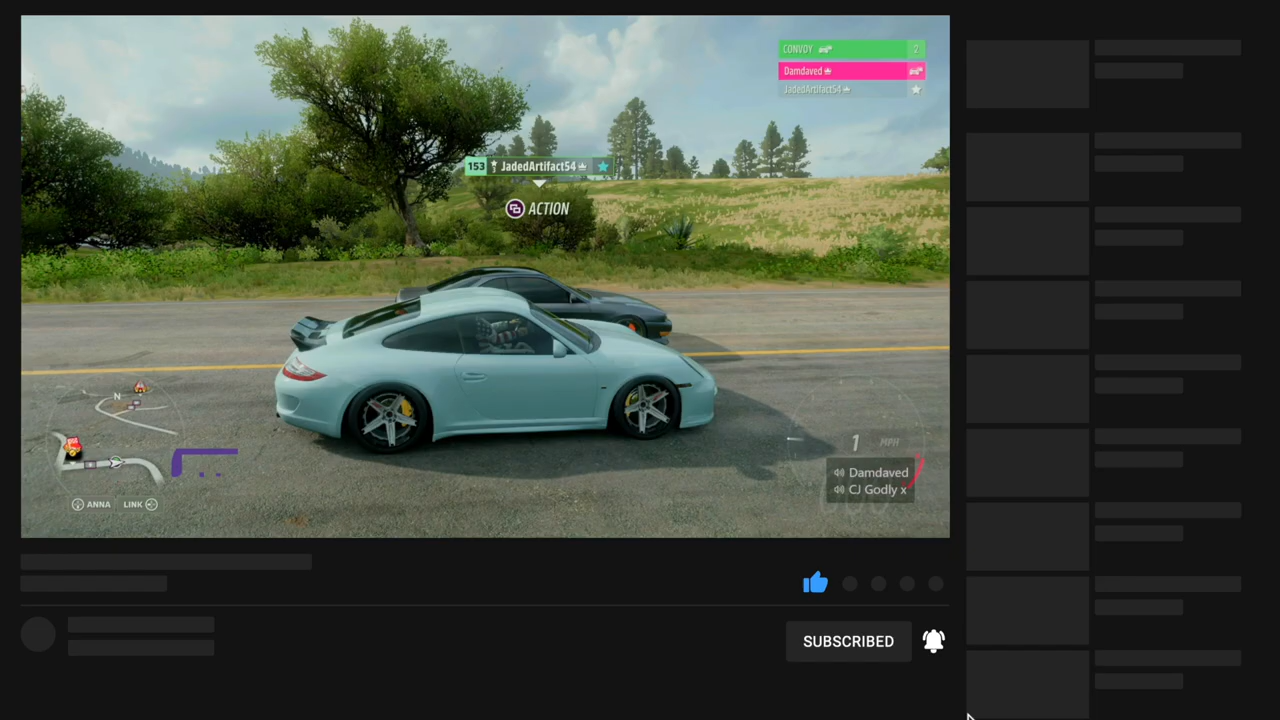 CONVOY 2
Damdaved
JadedArtifact54
153 JadedArtifact54
ACTION
N
1 MPH
Damdaved
CJ Godly x
ANNA LINK
SUBSCRIBED